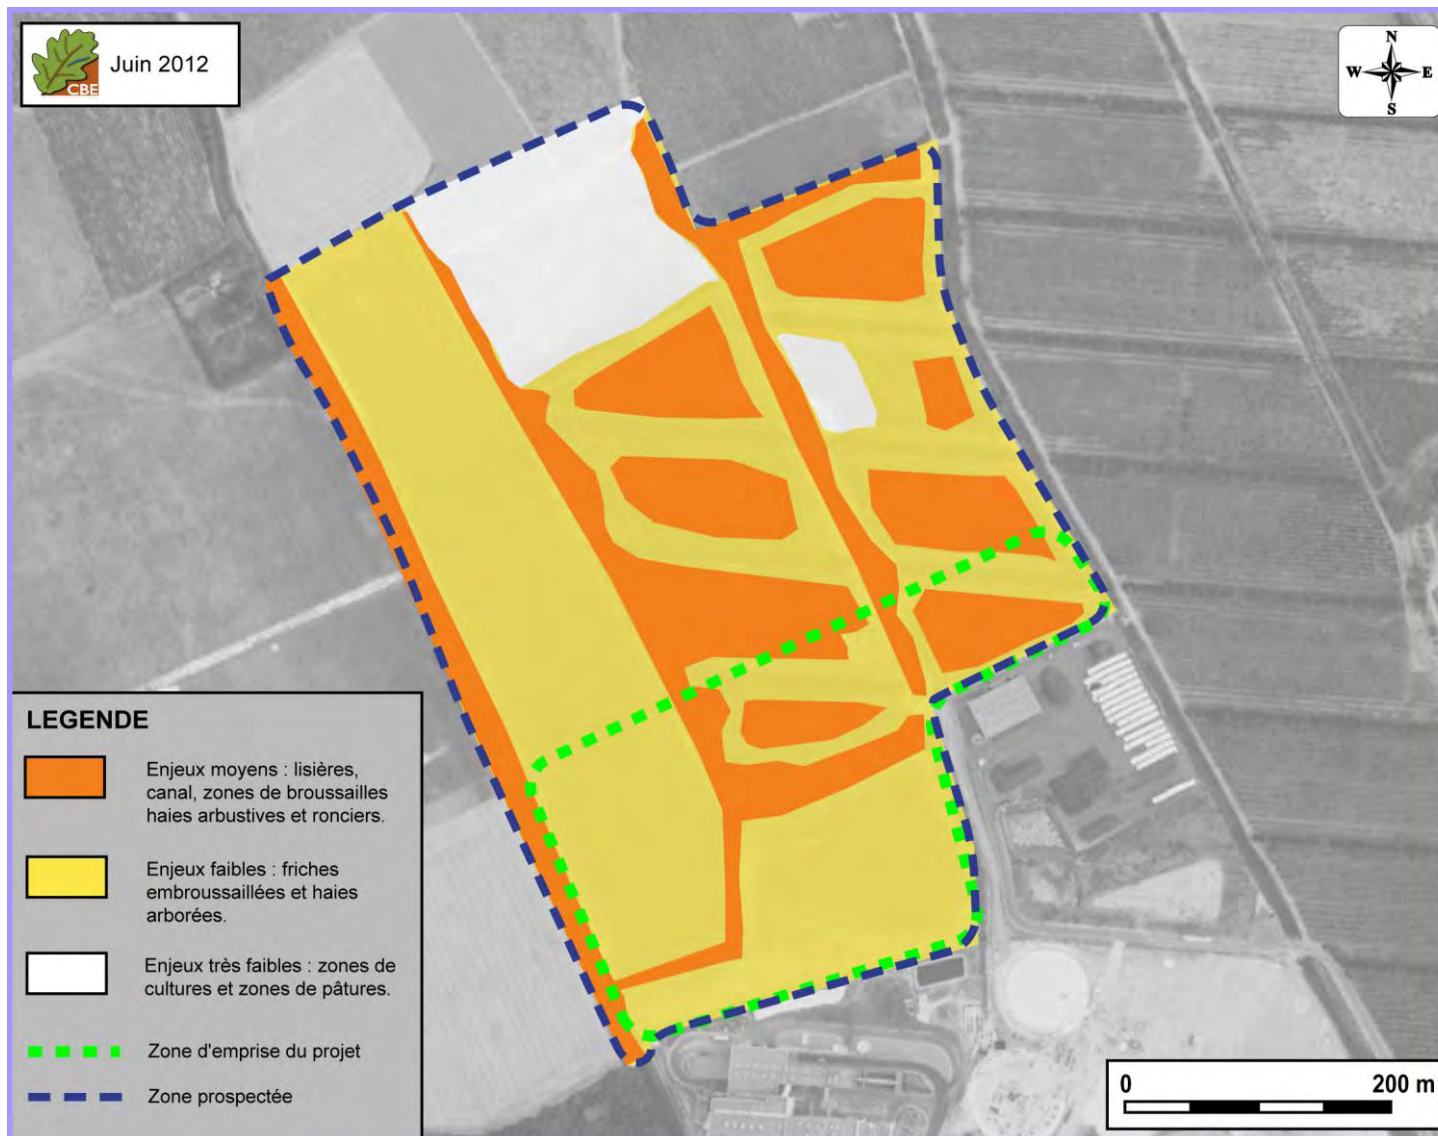 CBE
Juin 2012
N
W E
S
LEGENDE
Enjeux moyens : lisières,
canal, zones de broussailles
haies arbustives et ronciers.
Enjeux faibles : friches
embroussaillées et haies
arborées.
Enjeux très faibles : zones de
cultures et zones de pâtures.
Zone d'emprise du projet
Zone prospectée
0 200 m